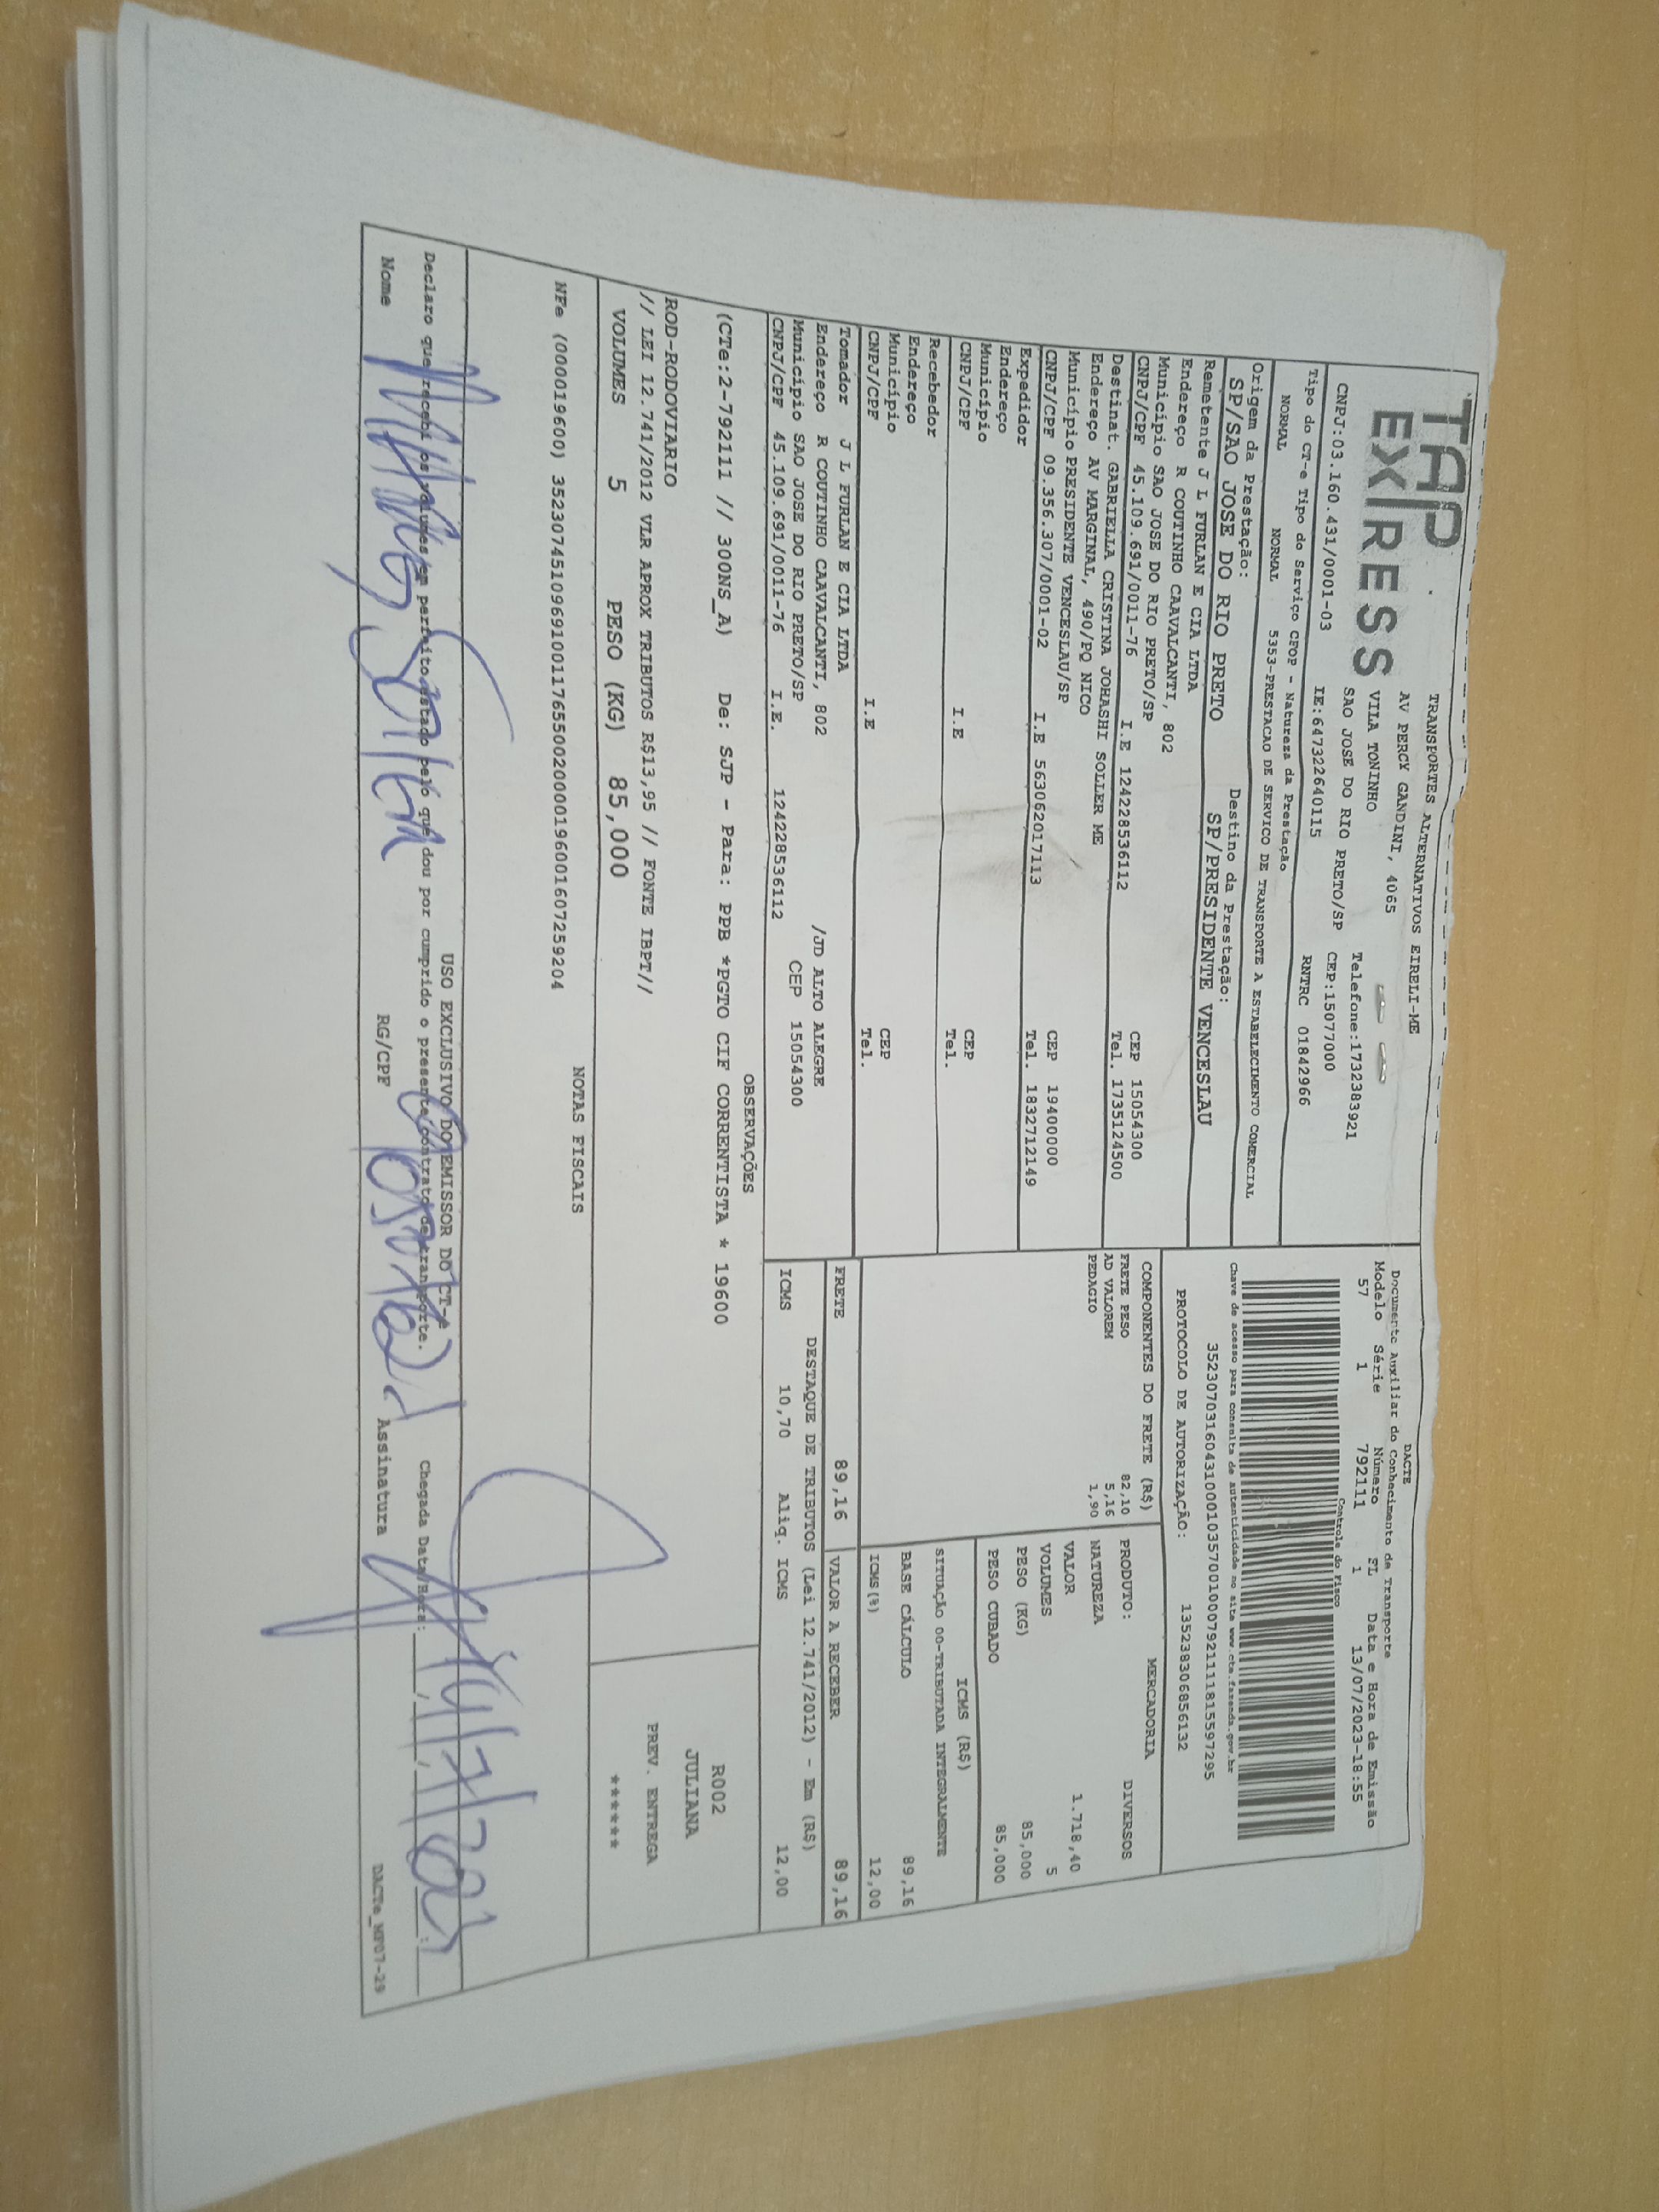 TAP
EX/RESS
TRANSPORTES ALTERNATIVOS EIRELI-ME
AV PERCY GANDINI, 4065
VILA TONINHO Telefone:1732383921
SAO JOSE DO RIO PRETO/SP CEP:15077000
CNPJ:03.160.431/0001-03 IE:647322640115 RNTRC 01842966
Tipo do CT-e Tipo do Serviço CFOP - Natureza da Prestação
NORMAL NORMAL 5353-PRESTACAO DE SERVICO DE TRANSPORTE A ESTABELECIMENTO COMERCIAL
Origem da Prestação: Destino da Prestação:
SP/SAO JOSE DO RIO PRETO SP/PRESIDENTE VENCESLAU
DACTE
Documento Auxiliar do Conhecimento de Transporte
Modelo Série Número FL Data e Hora de Emissão
57 1 792111 1 13/07/2023-18:55
Controle do Fisco
Chave de acesso para consulta de autenticidade no site www.cte.fazenda.gov.br
35230703160431000103570010007921111815597295
PROTOCOLO DE AUTORIZAÇÃO: 135238306856132
Remetente J L FURLAN E CIA LTDA
Endereço R COUTINHO CAAVALCANTI, 802
Município SAO JOSE DO RIO PRETO/SP CEP 15054300
CNPJ/CPF 45.109.691/0011-76 I.E 124228536112 Tel. 1735124500
Destinat. GABRIELLA CRISTINA JOHASHI SOLLER ME
Endereço AV MARGINAL, 490/PQ NICO
Município PRESIDENTE VENCESLAU/SP CEP 19400000
CNPJ/CPF 09.356.307/0001-02 I.E 563062017113 Tel. 1832712149
Expedidor
Endereço
Município CEP
CNPJ/CPF I.E Tel.
Recebedor
Endereço
Município CEP
CNPJ/CPF I.E Tel.
Tomador J L FURLAN E CIA LTDA
Endereço R COUTINHO CAAVALCANTI, 802 /JD ALTO ALEGRE
Município SAO JOSE DO RIO PRETO/SP CEP 15054300
CNPJ/CPF 45.109.691/0011-76 I.E. 124228536112
COMPONENTES DO FRETE (R$)
FRETE PESO 82,10
AD VALOREM 5,16
PEDAGIO 1,90
MERCADORIA
PRODUTO: DIVERSOS
NATUREZA
VALOR 1.718,40
VOLUMES 5
PESO (KG) 85,000
PESO CUBADO 85,000
ICMS (R$)
SITUAÇÃO 00-TRIBUTADA INTEGRALMENTE
BASE CÁLCULO 89,16
ICMS(%) 12,00
FRETE 89,16 VALOR A RECEBER 89,16
DESTAQUE DE TRIBUTOS (Lei 12.741/2012) - Em (R$)
ICMS 10,70 Aliq. ICMS 12,00
OBSERVAÇÕES
(CTe:2-792111 // 300NS_A) De: SJP - Para: PPB *PGTO CIF CORRENTISTA * 19600
ROD-RODOVIARIO
// LEI 12.741/2012 VLR APROX TRIBUTOS R$13,95 // FONTE IBPT//
VOLUMES 5 PESO (KG) 85,000
R002
JULIANA
PREV. ENTREGA
******
NOTAS FISCAIS
NFe (000019600) 35230745109691001176550020000196001607259204
USO EXCLUSIVO DO EMISSOR DO CT-e
Declaro que recebi os volumes em perfeito estado pelo que dou por cumprido o presente contrato de transporte. Chegada Data/Hora:
Nome RG/CPF Assinatura DACTe_NF07-29